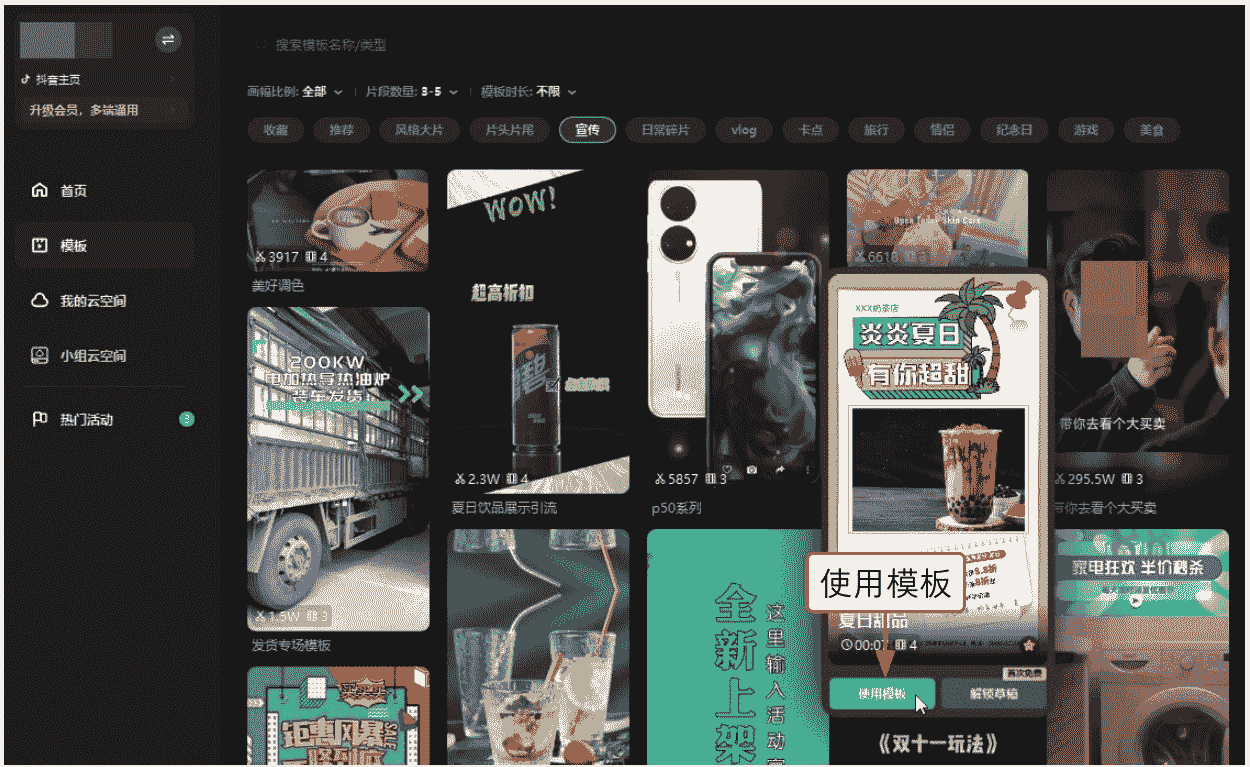 搜索模板名称/类型
抖音主页
升级会员，多端通用
画幅比例: 全部
片段数量: 3-5
模板时长: 不限
收藏
推荐
风格大片
片头片尾
宣传
日常碎片
vlog
卡点
旅行
情侣
纪念日
游戏
美食
首页
模板
我的云空间
小组云空间
热门活动
3
3917 4
美好调色
200KW
电加热导热油炉
装车发货
1.5W 3
发货专场模板
钜惠风暴
SALE
WOW!
超高折扣
碧
2.3W 4
夏日饮品展示引流
5857 3
p50系列
全新上架
这里输入活动
6618
XXX奶茶店
炎炎夏日
有你超甜
使用模板
夏日甜品
00:07 4
使用模板
解锁草稿
《双十一玩法》
带你去看个大买卖
295.5W 3
带你去看个大买卖
家电狂欢 半价秒杀